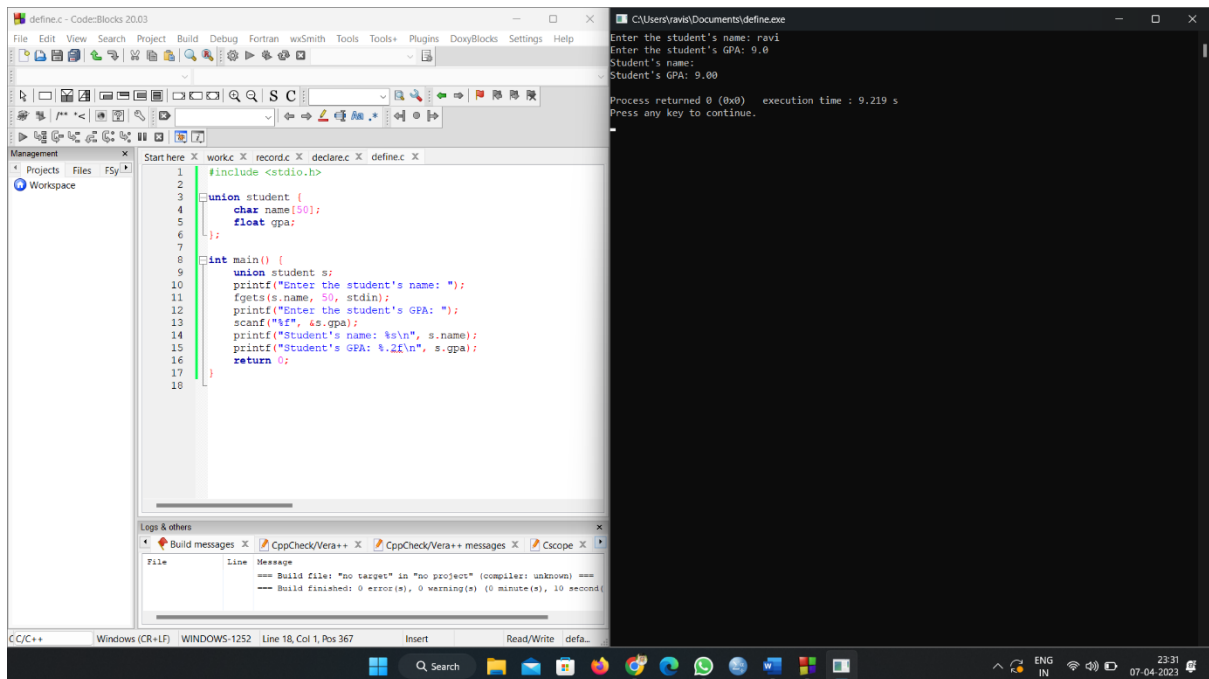 define.c - Code::Blocks 20.03
File Edit View Search Project Build Debug Fortran wxSmith Tools Tools+ Plugins DoxyBlocks Settings Help
S C
/** *<
Aa .*
Management
Projects Files FSy
Workspace
Start here X work.c X record.c X declare.c X define.c X
1 #include <stdio.h>
2
3 union student {
4 char name[50];
5 float gpa;
6 };
7
8 int main() {
9 union student s;
10 printf("Enter the student's name: ");
11 fgets(s.name, 50, stdin);
12 printf("Enter the student's GPA: ");
13 scanf("%f", &s.gpa);
14 printf("Student's name: %s\n", s.name);
15 printf("Student's GPA: %.2f\n", s.gpa);
16 return 0;
17 }
18
Logs & others
Build messages X CppCheck/Vera++ X CppCheck/Vera++ messages X Cscope X
File Line Message
=== Build file: "no target" in "no project" (compiler: unknown) ===
=== Build finished: 0 error(s), 0 warning(s) (0 minute(s), 10 second(
C/C++ Windows (CR+LF) WINDOWS-1252 Line 18, Col 1, Pos 367 Insert Read/Write defa...
C:\Users\ravis\Documents\define.exe
Enter the student's name: ravi
Enter the student's GPA: 9.0
Student's name:
Student's GPA: 9.00
Process returned 0 (0x0) execution time : 9.219 s
Press any key to continue.
Search
ENG
IN
23:31
07-04-2023